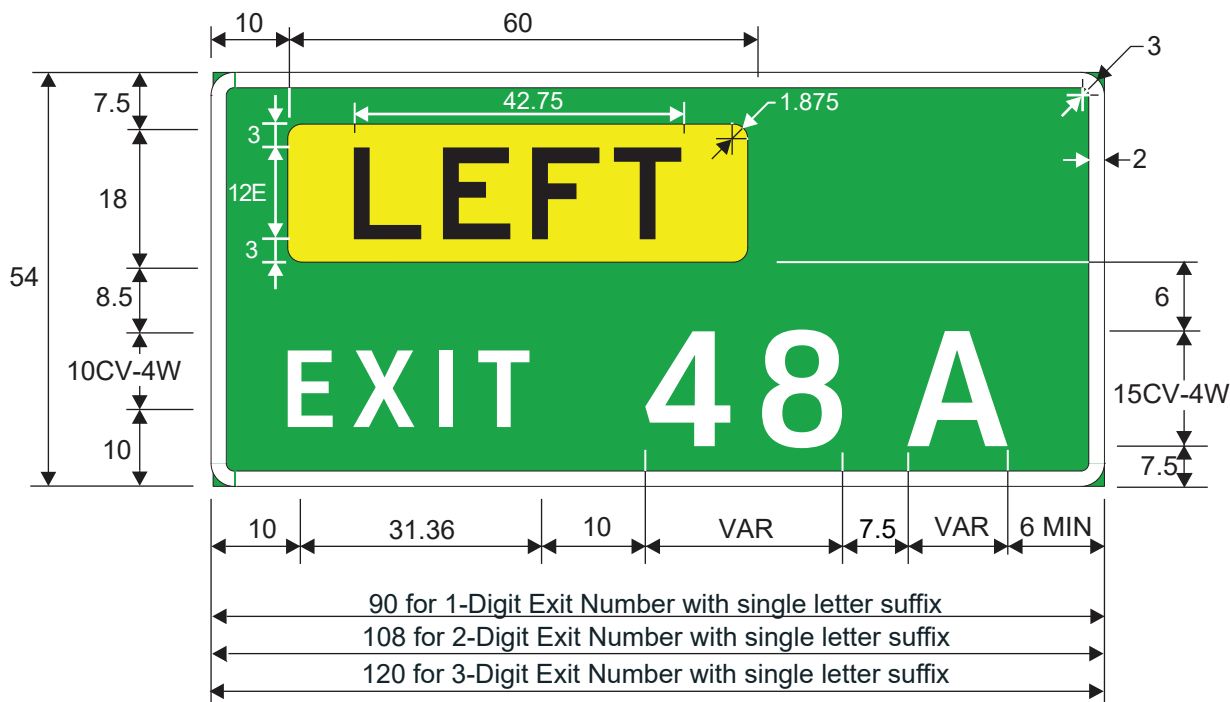 10 60
3
7.5
42.75
1.875
3
LEFT
2
12E
18
3
54
8.5
6
EXIT 48 A
10CV-4W
15CV-4W
10
7.5
10 31.36 10 VAR 7.5 VAR 6 MIN
90 for 1-Digit Exit Number with single letter suffix
108 for 2-Digit Exit Number with single letter suffix
120 for 3-Digit Exit Number with single letter suffix